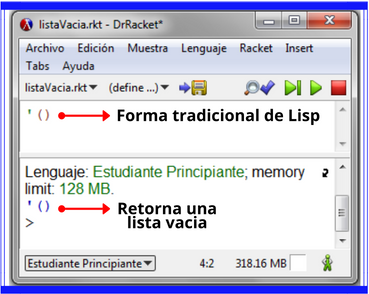 listaVacia.rkt - DrRacket*
Archivo Edición Muestra Lenguaje Racket Insert
Tabs Ayuda
listaVacia.rkt (define ...)
'() Forma tradicional de Lisp
Lenguaje: Estudiante Principiante; memory
limit: 128 MB.
'() Retorna una
lista vacia
>
Estudiante Principiante 4:2 318.16 MB